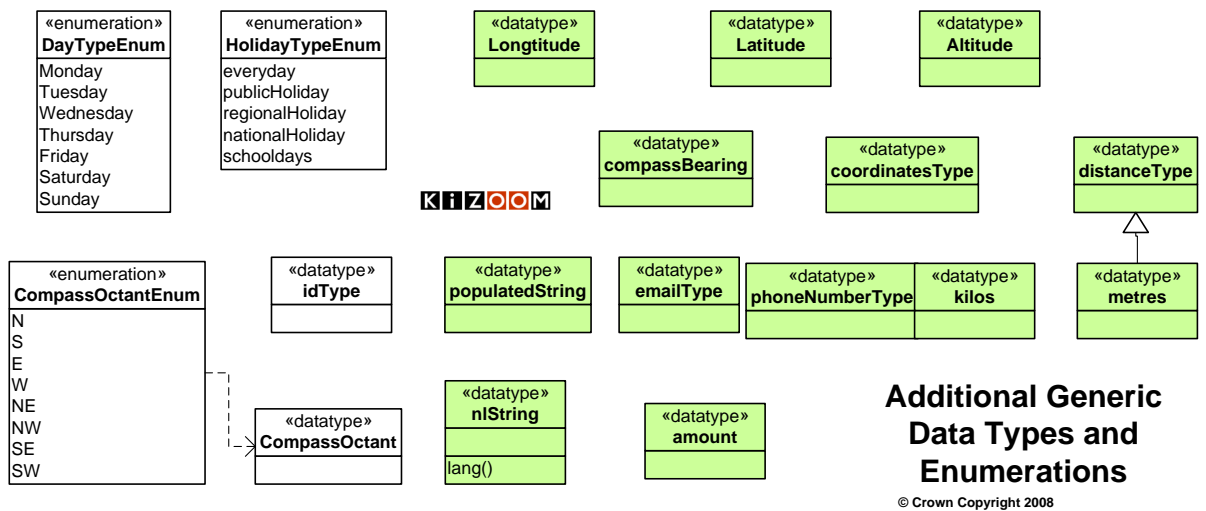 «enumeration»
DayTypeEnum
Monday
Tuesday
Wednesday
Thursday
Friday
Saturday
Sunday
«enumeration»
HolidayTypeEnum
everyday
publicHoliday
regionalHoliday
nationalHoliday
schooldays
«datatype»
Longtitude
«datatype»
Latitude
«datatype»
Altitude
«datatype»
compassBearing
«datatype»
coordinatesType
«datatype»
distanceType
KiZOOM
«enumeration»
CompassOctantEnum
N
S
E
W
NE
NW
SE
SW
«datatype»
idType
«datatype»
populatedString
«datatype»
emailType
«datatype»
phoneNumberType
«datatype»
kilos
«datatype»
metres
«datatype»
CompassOctant
«datatype»
nlString
lang()
«datatype»
amount
Additional Generic
Data Types and
Enumerations
© Crown Copyright 2008